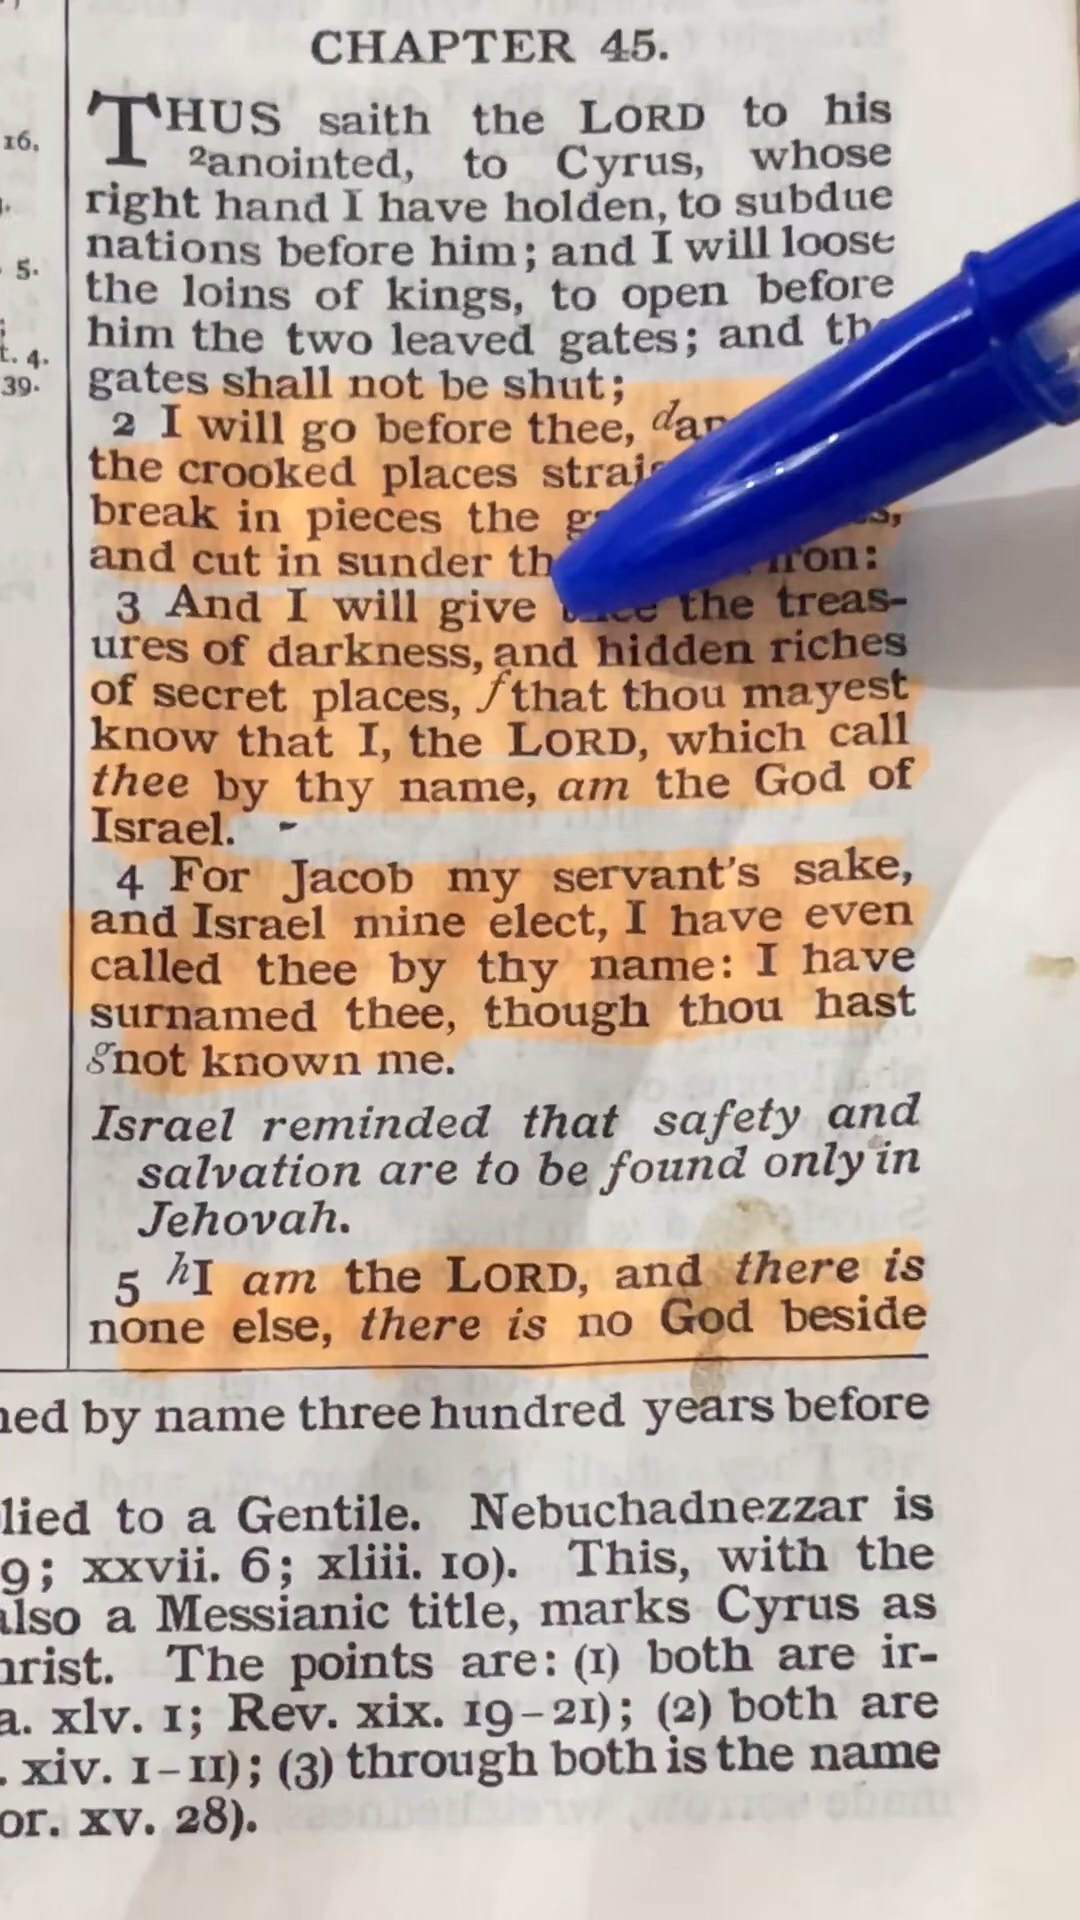 CHAPTER 45.
THUS saith the LORD to his
16,
²anointed, to Cyrus, whose
right hand I have holden, to subdue
nations before him; and I will loose
5.
the loins of kings, to open before
him the two leaved gates; and
t. 4.
39.
gates shall not be shut;
2 I will go before thee,
the crooked places
break in pieces the
and cut in sunder iron:
3 And I will give thee the treas-
ures of darkness, and hidden riches
of secret places, f that thou mayest
know that I, the LORD, which call
thee by thy name, am the God of
Israel. -
4 For Jacob my servant's sake,
and Israel mine elect, I have even
called thee by thy name: I have
surnamed thee, though thou hast
g not known me.
Israel reminded that safety and
salvation are to be found only in
Jehovah.
5 h I am the LORD, and there is
none else, there is no God beside
by name three hundred years before
to a Gentile. Nebuchadnezzar is
9; xxvii. 6; xliii. 10). This, with the
also a Messianic title, marks Cyrus as
The points are: (1) both are ir-
xlv. 1; Rev. xix. 19-21); (2) both are
xiv. 1-11); (3) through both is the name
xv. 28).